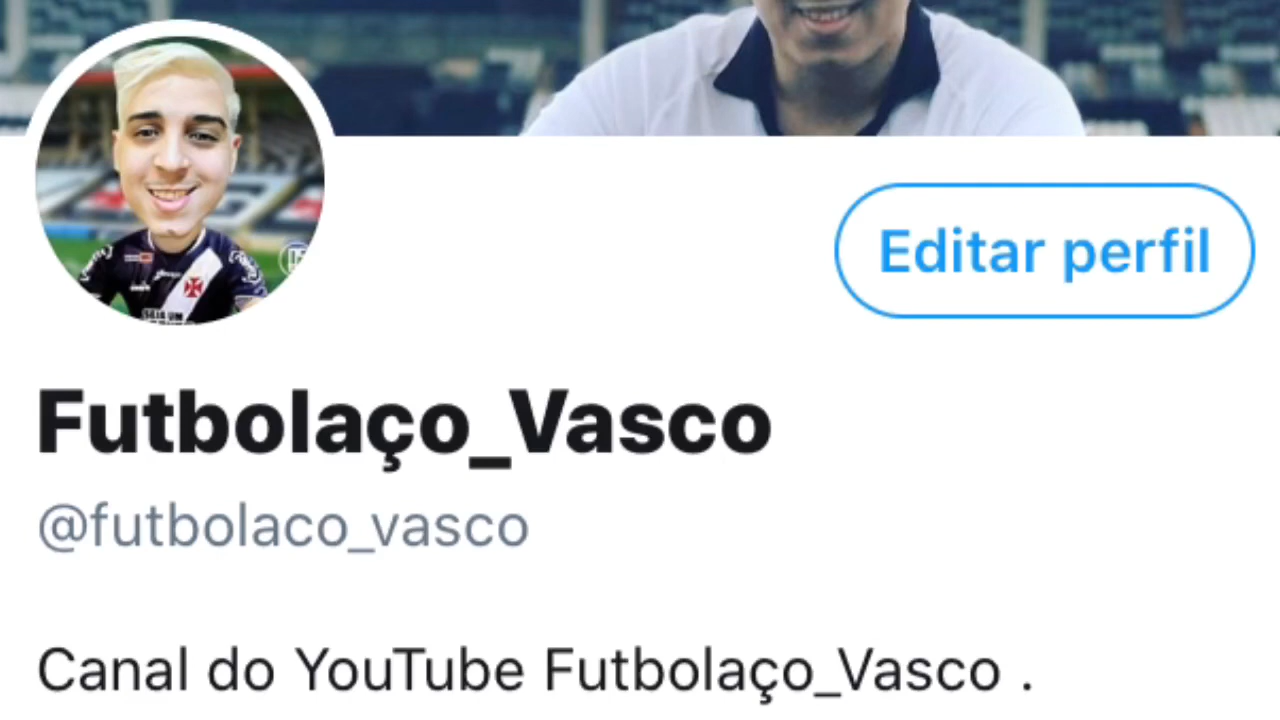 Editar perfil
Futbolaço_Vasco
@futbolaco_vasco
Canal do YouTube Futbolaço_Vasco .